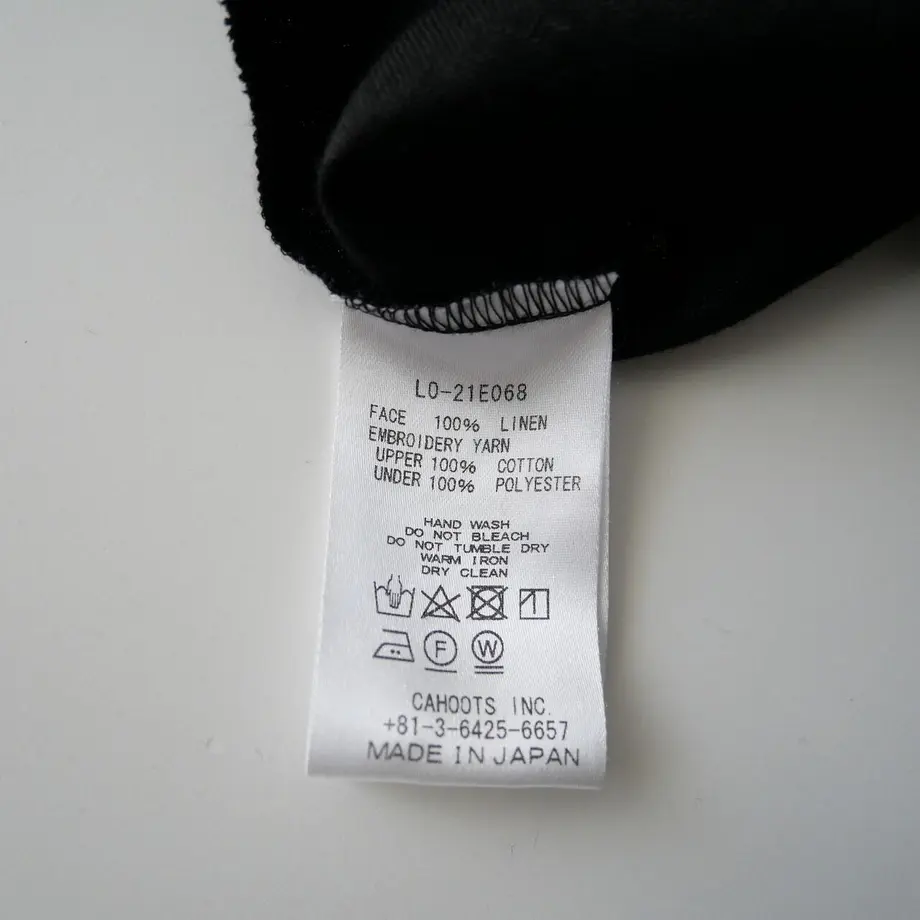 LO-21E068
FACE 100% LINEN
EMBROIDERY YARN
UPPER 100% COTTON
UNDER 100% POLYESTER
HAND WASH
DO NOT BLEACH
DO NOT TUMBLE DRY
WARM IRON
DRY CLEAN
F W
CAHOOTS INC.
+81-3-6425-6657
MADE IN JAPAN